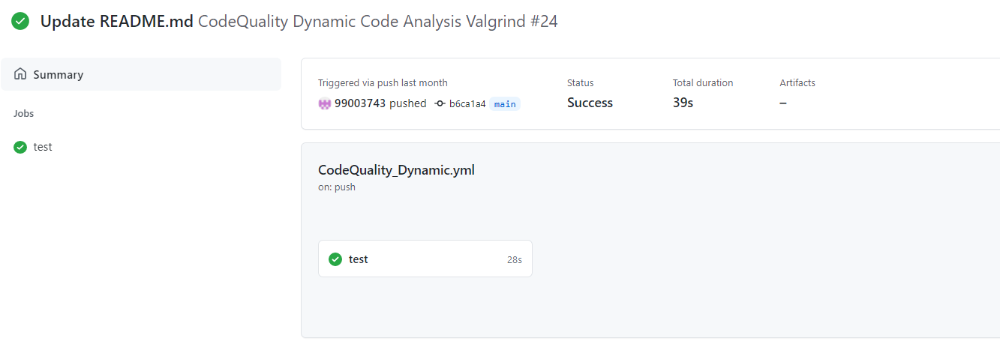 Update README.md CodeQuality Dynamic Code Analysis Valgrind #24
Summary
Jobs
test
Triggered via push last month
99003743 pushed b6ca1a4 main
Status
Success
Total duration
39s
Artifacts
–
CodeQuality_Dynamic.yml
on: push
test 28s